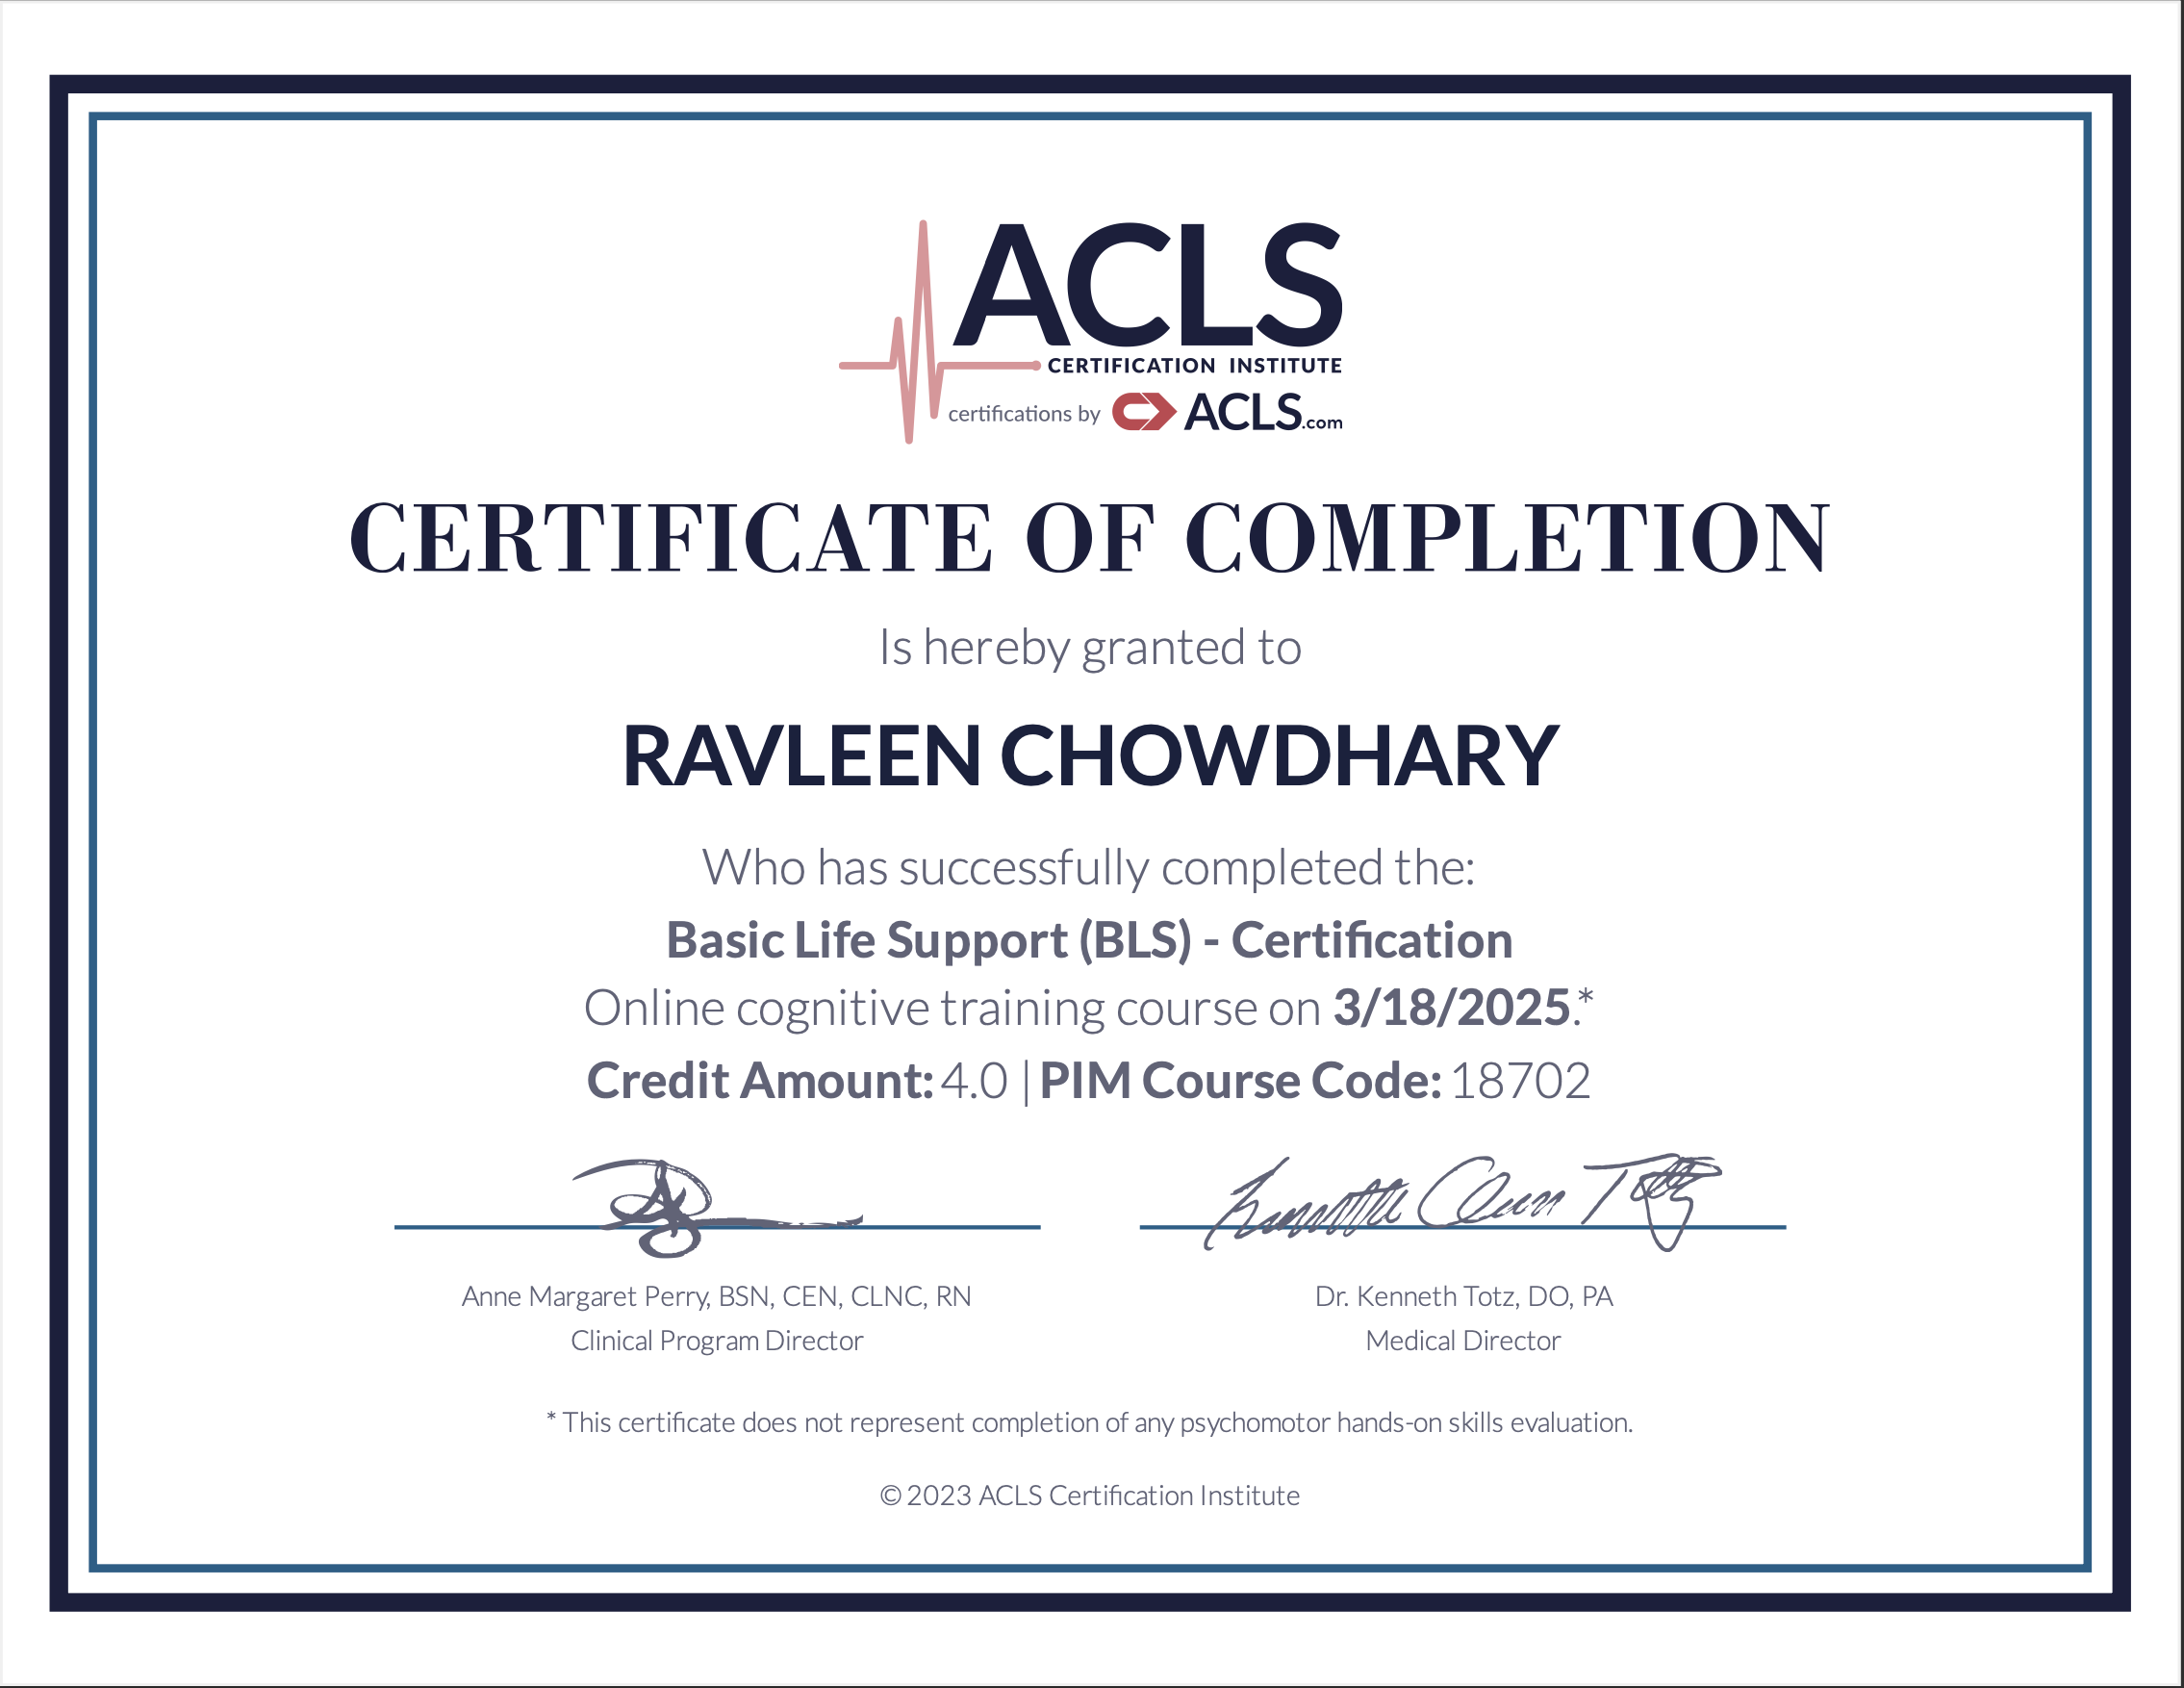 ACLS
CERTIFICATION INSTITUTE
certifications by ACLS.com
CERTIFICATE OF COMPLETION
Is hereby granted to
RAVLEEN CHOWDHARY
Who has successfully completed the:
Basic Life Support (BLS) - Certification
Online cognitive training course on 3/18/2025.*
Credit Amount: 4.0 | PIM Course Code: 18702
Kenneth Alan Totz
Anne Margaret Perry, BSN, CEN, CLNC, RN
Dr. Kenneth Totz, DO, PA
Clinical Program Director
Medical Director
* This certificate does not represent completion of any psychomotor hands-on skills evaluation.
© 2023 ACLS Certification Institute